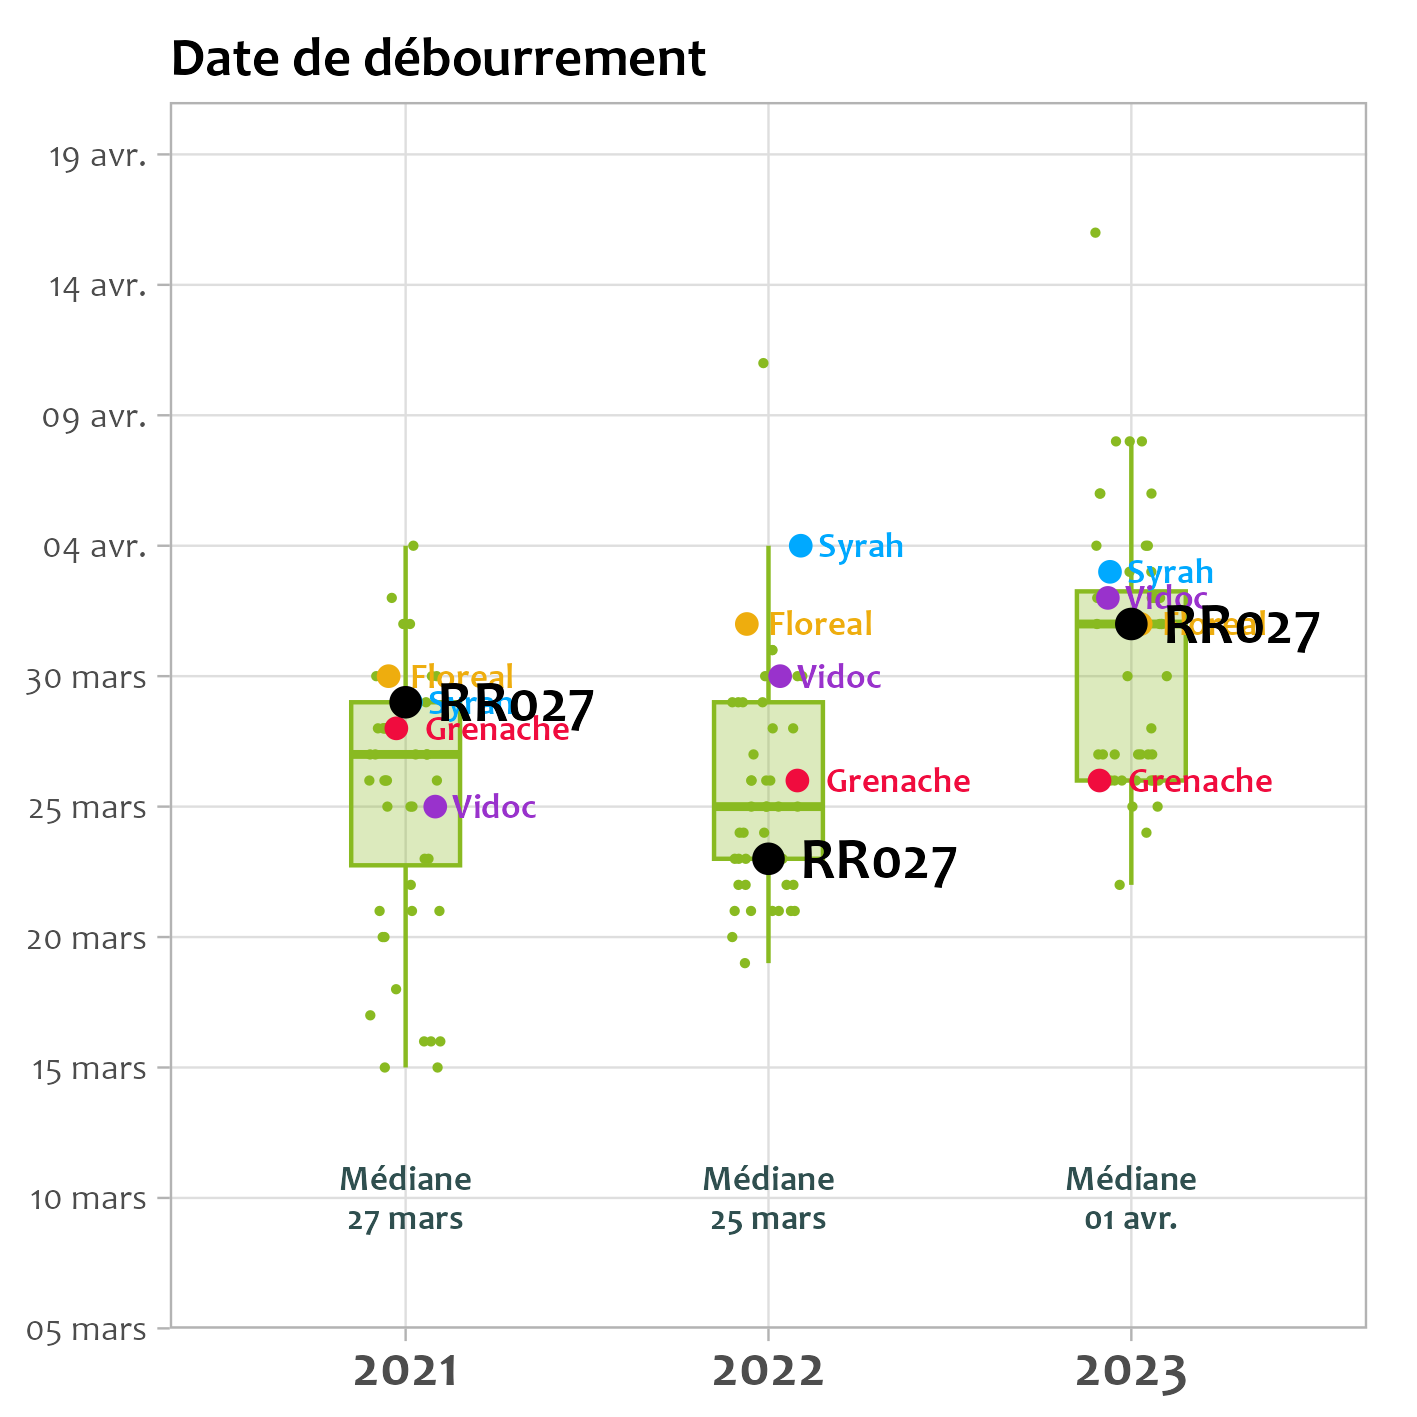 Date de débourrement
19 avr.
14 avr.
09 avr.
04 avr.
30 mars
25 mars
20 mars
15 mars
10 mars
05 mars
Floreal
Syrah
RR027
Grenache
Vidoc
Syrah
Floreal
Vidoc
Grenache
RR027
Syrah
Vidoc
Floreal
RR027
Grenache
Médiane
27 mars
Médiane
25 mars
Médiane
01 avr.
2021
2022
2023